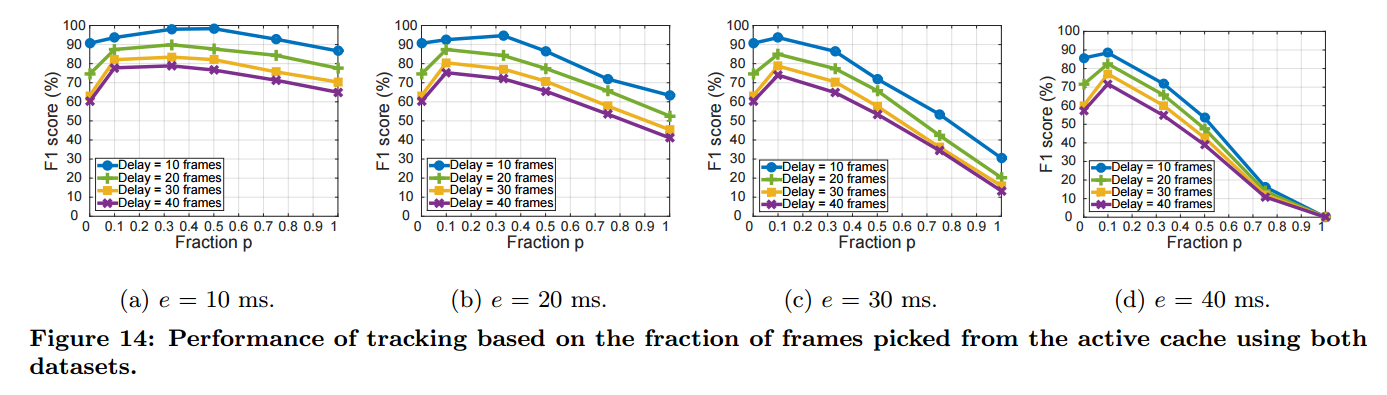 100
90
80
70
60
50
40
30
20
10
0
F1 score (%)
Delay = 10 frames
Delay = 20 frames
Delay = 30 frames
Delay = 40 frames
0 0.1 0.2 0.3 0.4 0.5 0.6 0.7 0.8 0.9 1
Fraction p
(a) e = 10 ms.
100
90
80
70
60
50
40
30
20
10
0
F1 score (%)
Delay = 10 frames
Delay = 20 frames
Delay = 30 frames
Delay = 40 frames
0 0.1 0.2 0.3 0.4 0.5 0.6 0.7 0.8 0.9 1
Fraction p
(b) e = 20 ms.
100
90
80
70
60
50
40
30
20
10
0
F1 score (%)
Delay = 10 frames
Delay = 20 frames
Delay = 30 frames
Delay = 40 frames
0 0.1 0.2 0.3 0.4 0.5 0.6 0.7 0.8 0.9 1
Fraction p
(c) e = 30 ms.
100
90
80
70
60
50
40
30
20
10
0
F1 score (%)
Delay = 10 frames
Delay = 20 frames
Delay = 30 frames
Delay = 40 frames
0 0.1 0.2 0.3 0.4 0.5 0.6 0.7 0.8 0.9 1
Fraction p
(d) e = 40 ms.
Figure 14: Performance of tracking based on the fraction of frames picked from the active cache using both
datasets.